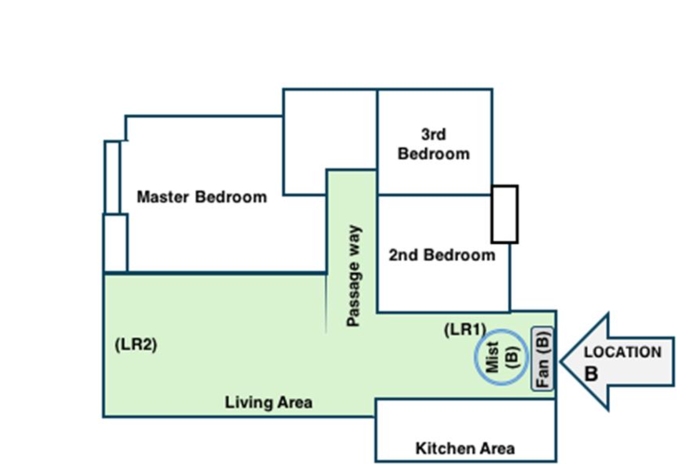 3rd
Bedroom
Master Bedroom
Passage way
2nd Bedroom
(LR2)
(LR1)
Mist
(B)
Fan (B)
LOCATION
B
Living Area
Kitchen Area